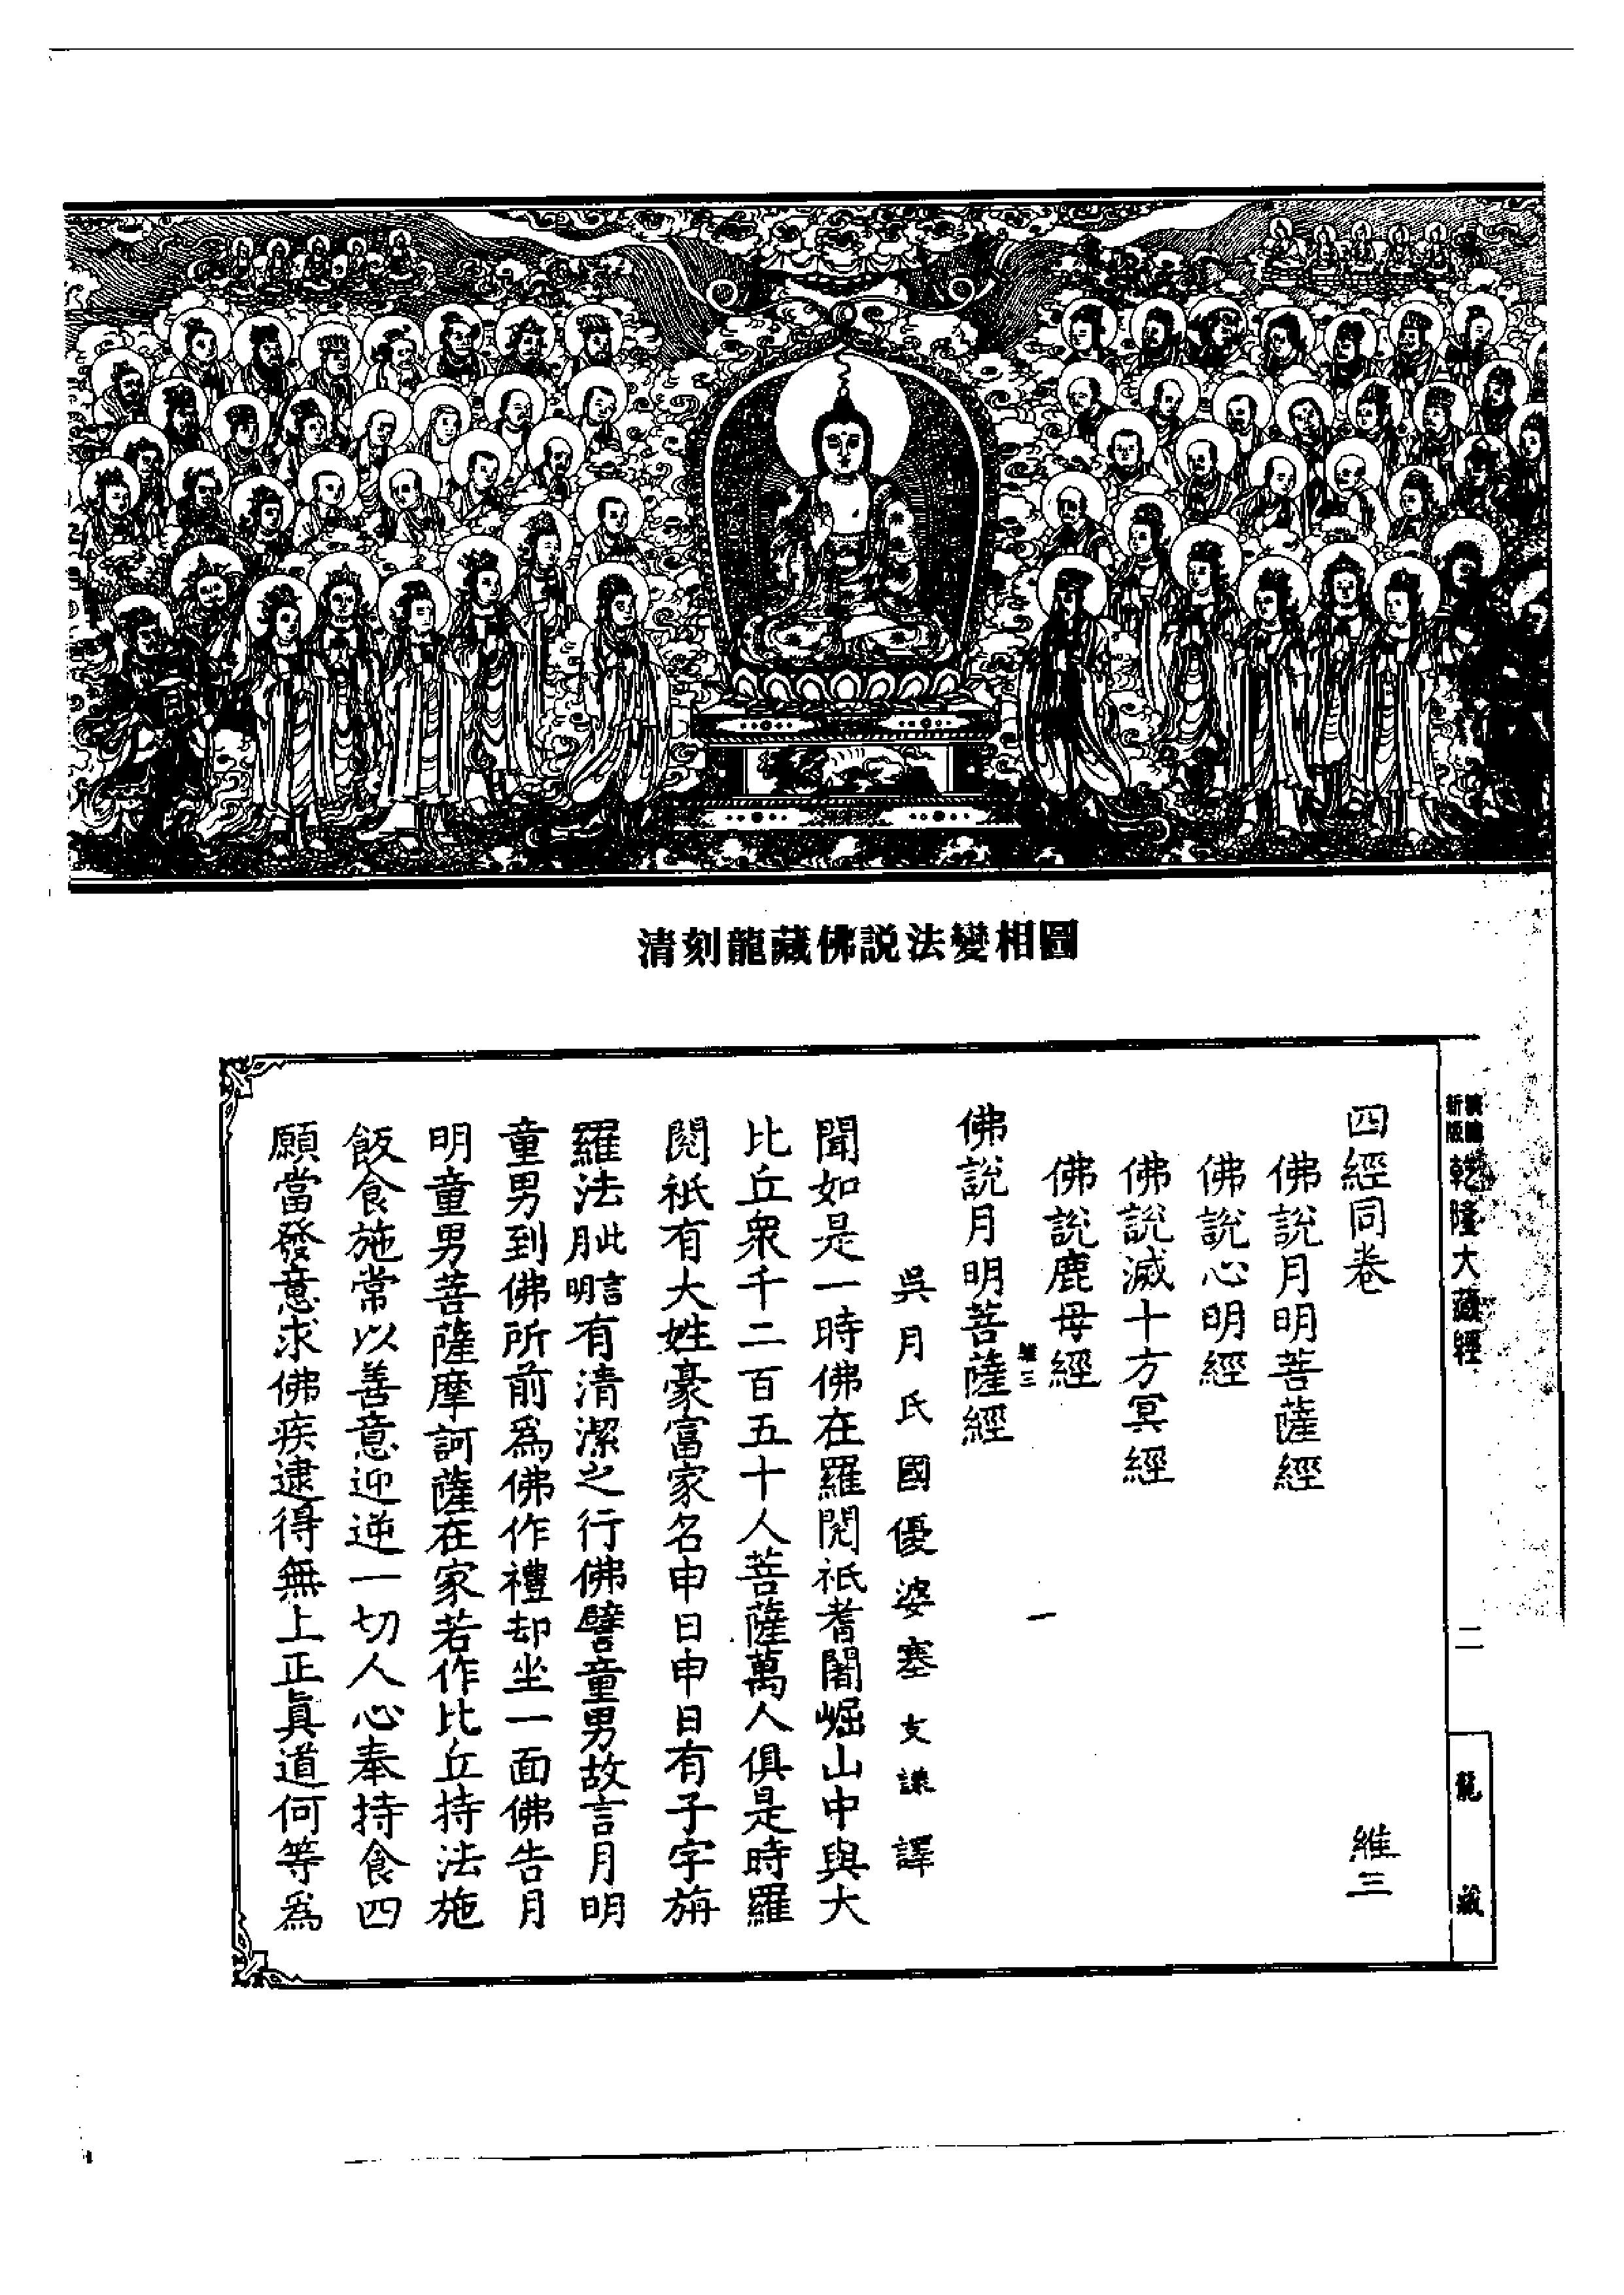 清刻龍藏佛説法變相圖
新版
乾隆大藏經
二
龍藏
四經同卷
維三
佛說月明菩薩經
佛說心明經
佛說滅十方冥經
佛說鹿母經
維三
一
佛說月明菩薩經
吳月氏國優婆塞支謙譯
聞如是一時佛在羅閱祇耆闍崛山中與大
比丘衆千二百五十人菩薩萬人俱是時羅
閱祇有大姓豪富家名申日申日有子字旃
羅法此言月明有清潔之行佛譬童男故言月明
童男到佛所前爲佛作禮却坐一面佛告月
明童男菩薩摩訶薩在家若作比丘持法施
飯食施常以善意迎逆一切人心奉持食四
願當發意求佛疾逮得無上正眞道何等爲